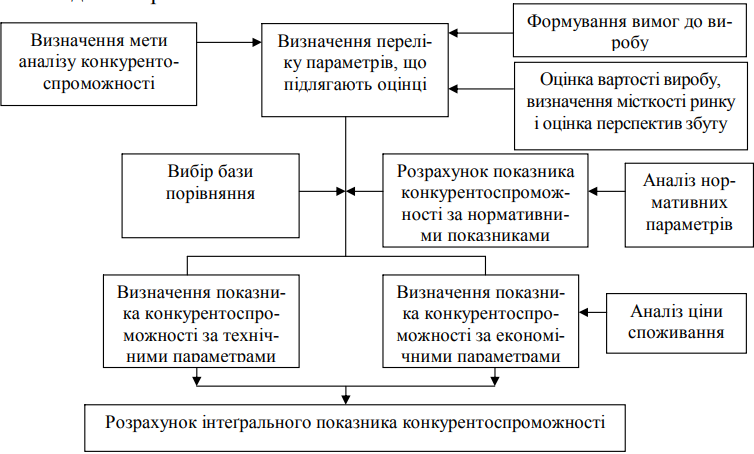 Визначення мети
аналізу конкуренто-
спроможності
Визначення перелі-
ку параметрів, що
підлягають оцінці
Формування вимог до ви-
робу
Оцінка вартості виробу,
визначення місткості ринку
і оцінка перспектив збуту
Вибір бази
порівняння
Розрахунок показника
конкурентоспромож-
ності за нормативни-
ми показниками
Аналіз нор-
мативних
параметрів
Визначення показни-
ка конкурентоспро-
можності за техніч-
ними параметрами
Визначення показни-
ка конкурентоспро-
можності за економі-
чними параметрами
Аналіз ціни
споживання
Розрахунок інтеґрального показника конкурентоспроможності